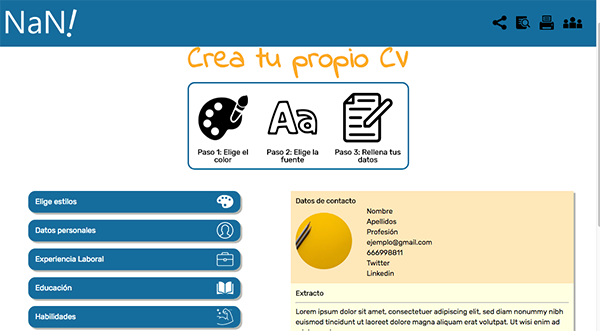 NaN!
Crea tu propio Cv
Aa
Paso 1: Elige el
color
Paso 2: Elige la
fuente
Paso 3: Rellena tus
datos
Elige estilos
Datos personales
Experiencia Laboral
Educación
Habilidades
Datos de contacto
Nombre
Apellidos
Profesión
ejemplo@gmail.com
666998811
Twitter
Linkedin
Extracto
Lorem ipsum dolor sit amet, consectetuer adipiscing elit, sed diam nonummy nibh
euismod tincidunt ut laoreet dolore magna aliquam erat volutpat. Ut wisi enim ad